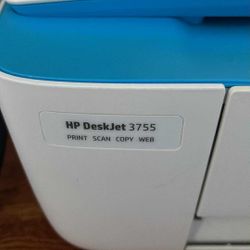 HP DeskJet 3755
PRINT SCAN COPY WEB